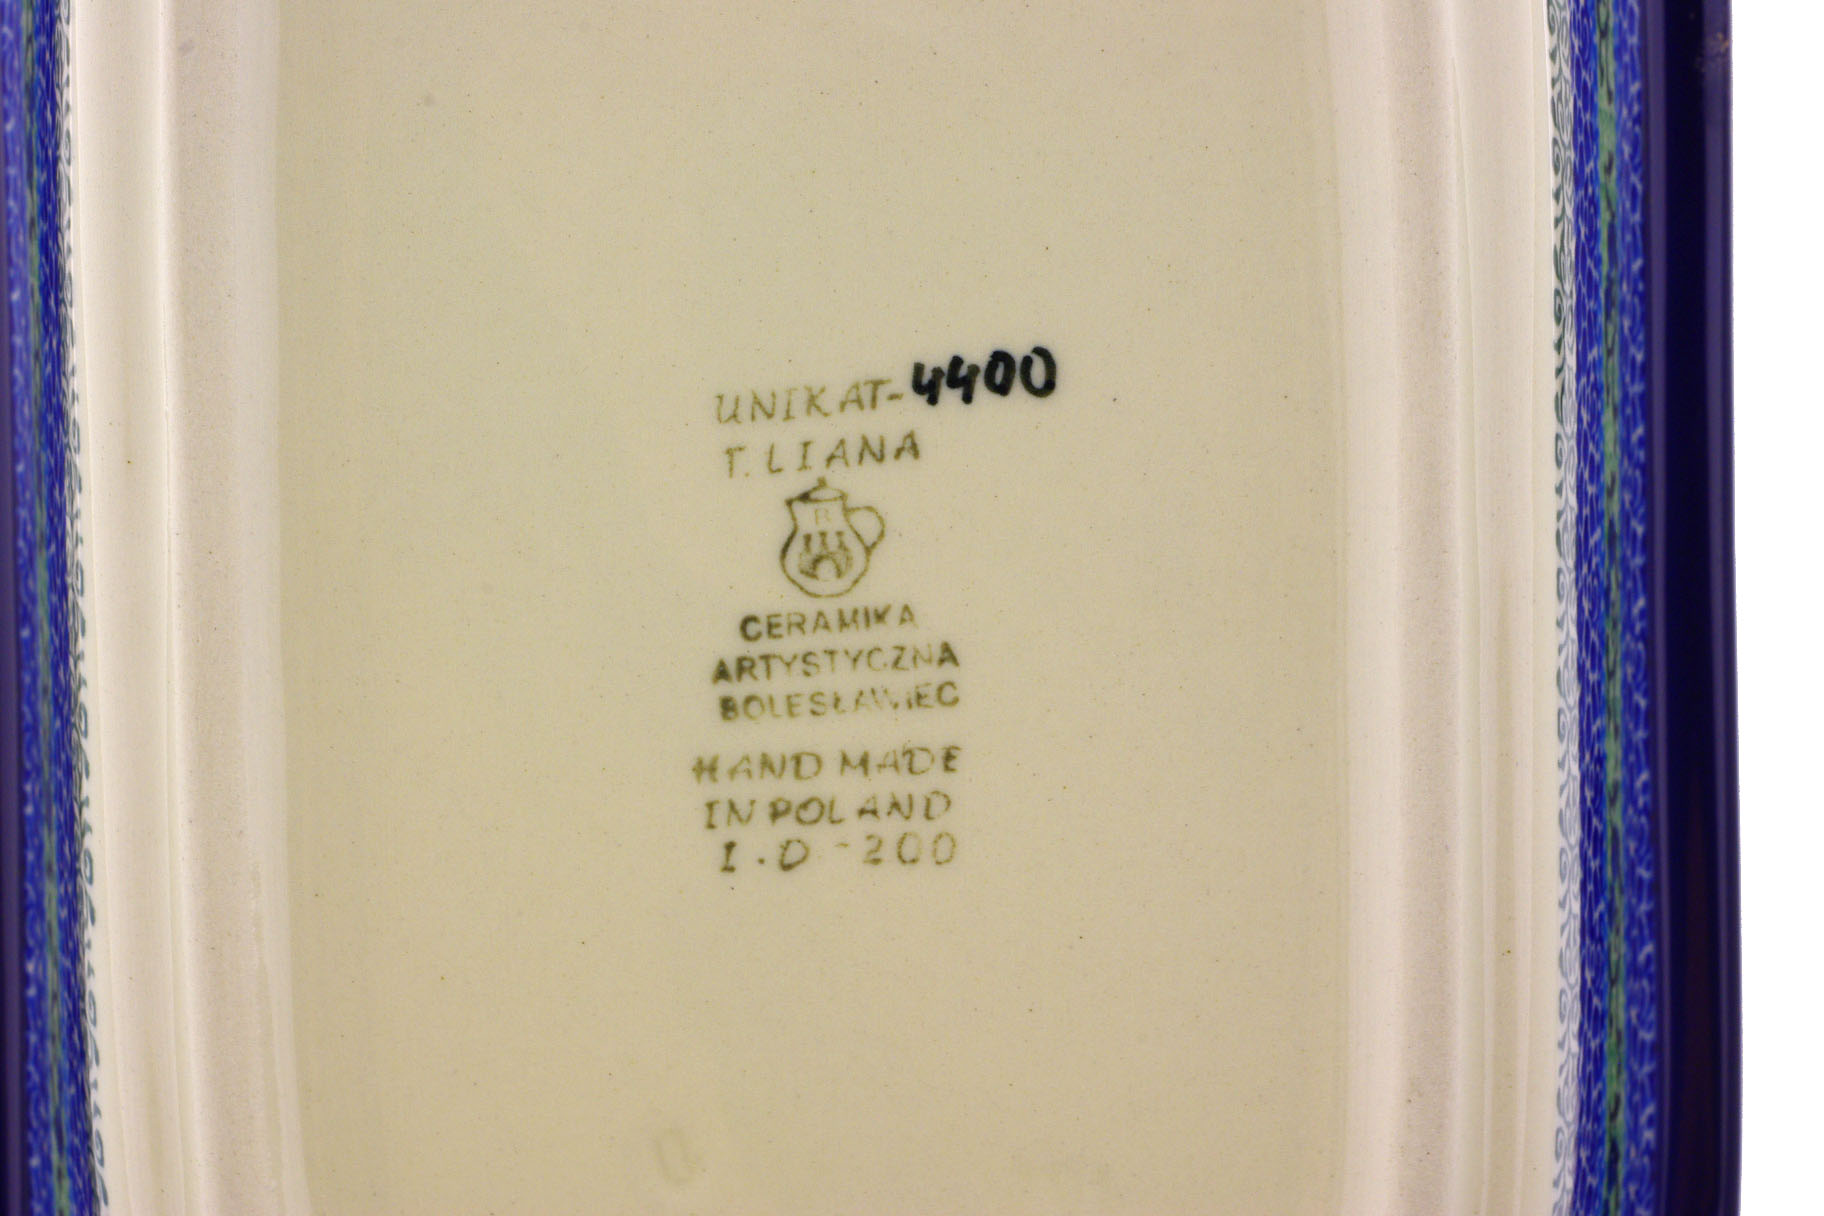 UNIKAT-4400
T. LIANA
B
CERAMIKA
ARTYSTYCZNA
BOLESŁAWIEC
HAND MADE
IN POLAND
I.D-200